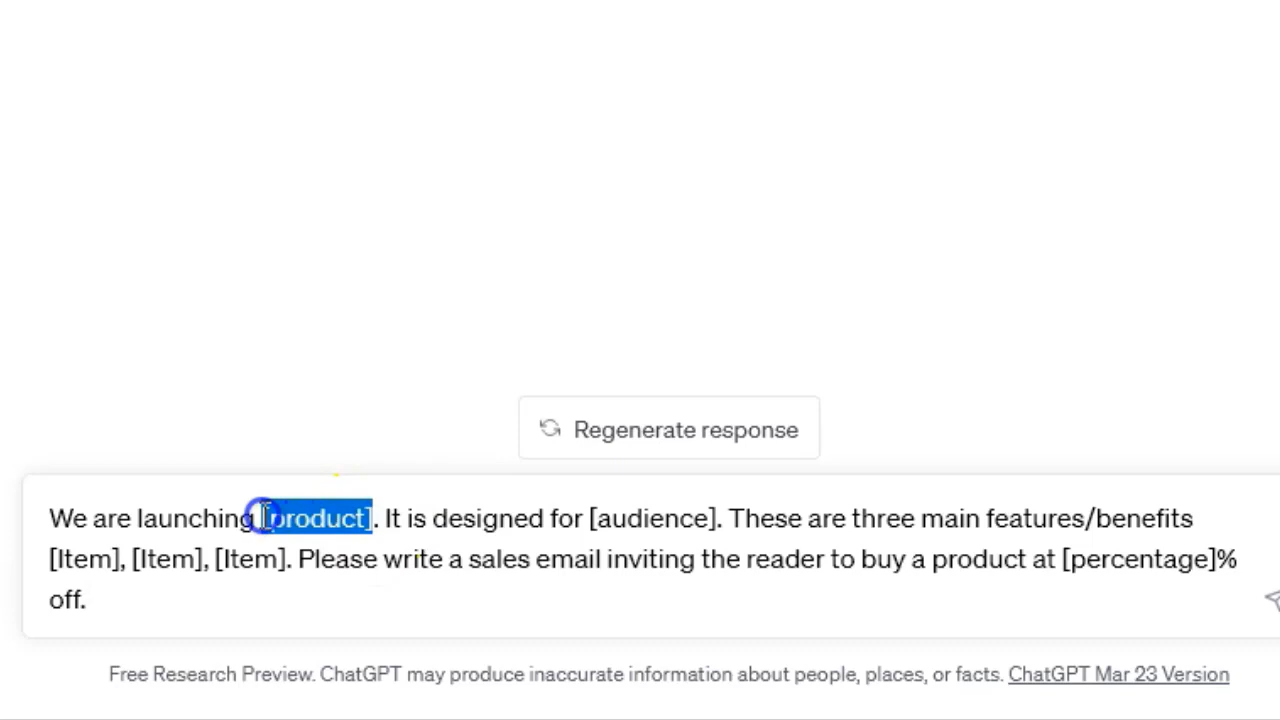 Regenerate response
We are launching [product]. It is designed for [audience]. These are three main features/benefits
[Item], [Item], [Item]. Please write a sales email inviting the reader to buy a product at [percentage]%
off.
Free Research Preview. ChatGPT may produce inaccurate information about people, places, or facts. ChatGPT Mar 23 Version